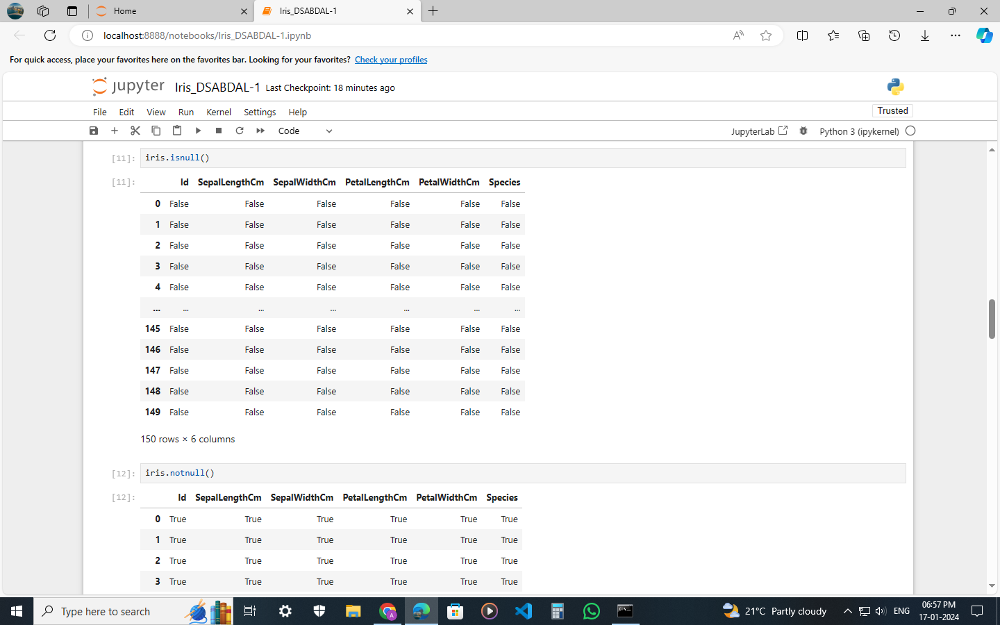 Home
Iris_DSABDAL-1
localhost:8888/notebooks/Iris_DSABDAL-1.ipynb
For quick access, place your favorites here on the favorites bar. Looking for your favorites? Check your profiles
jupyter Iris_DSABDAL-1 Last Checkpoint: 18 minutes ago
File Edit View Run Kernel Settings Help
Trusted
Code
JupyterLab
Python 3 (ipykernel)
[11]: iris.isnull()
[11]: Id SepalLengthCm SepalWidthCm PetalLengthCm PetalWidthCm Species
0 False False False False False False
1 False False False False False False
2 False False False False False False
3 False False False False False False
4 False False False False False False
... ... ... ... ... ... ...
145 False False False False False False
146 False False False False False False
147 False False False False False False
148 False False False False False False
149 False False False False False False
150 rows × 6 columns
[12]: iris.notnull()
[12]: Id SepalLengthCm SepalWidthCm PetalLengthCm PetalWidthCm Species
0 True True True True True True
1 True True True True True True
2 True True True True True True
3 True True True True True True
Type here to search
A
21°C Partly cloudy
ENG
06:57 PM
17-01-2024